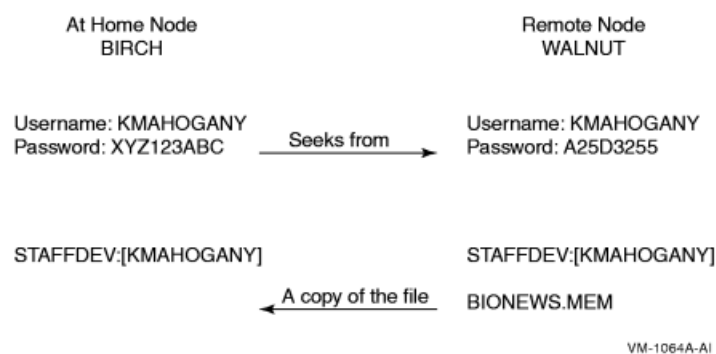 At Home Node
BIRCH
Remote Node
WALNUT
Username: KMAHOGANY
Password: XYZ123ABC
Seeks from
Username: KMAHOGANY
Password: A25D3255
STAFFDEV:[KMAHOGANY]
STAFFDEV:[KMAHOGANY]
A copy of the file
BIONEWS.MEM
VM-1064A-AI